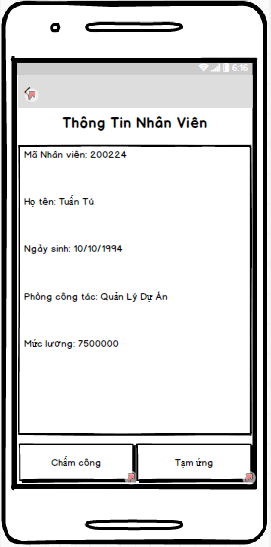 6:16
Thông Tin Nhân Viên
Mã Nhân viên: 200224
Họ tên: Tuấn Tú
Ngày sinh: 10/10/1994
Phòng công tác: Quản Lý Dự Án
Mức lương: 7500000
Chấm công
Tạm ứng